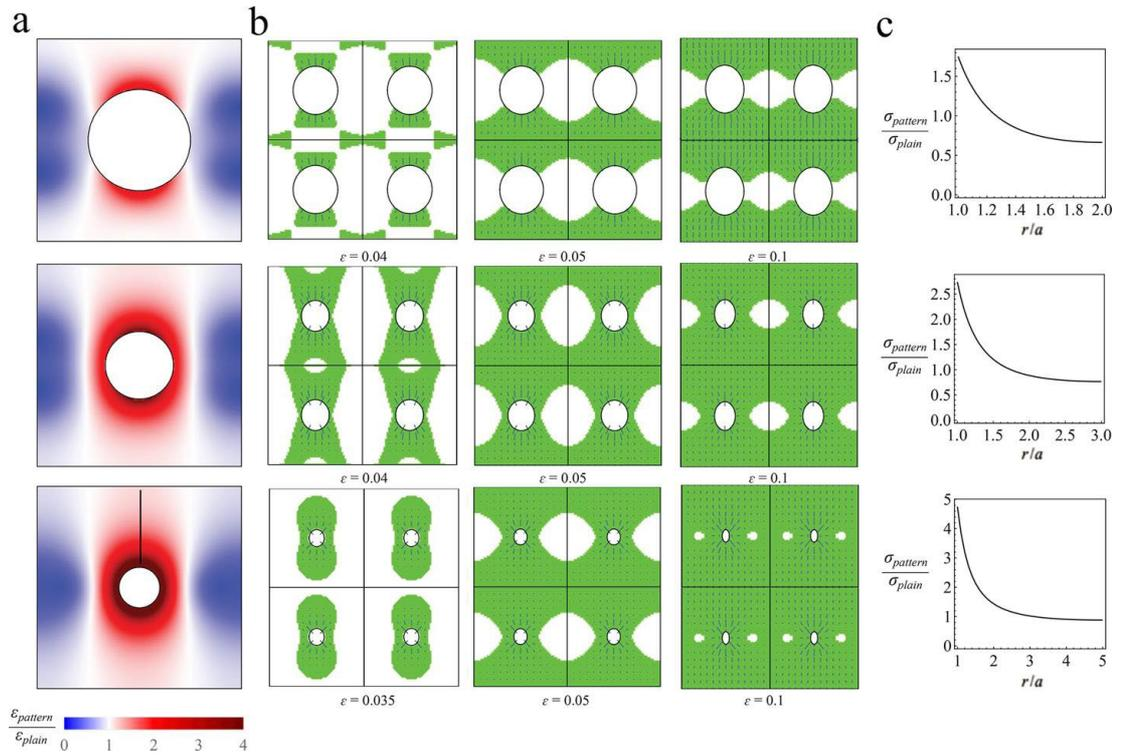 a
b
c
ε = 0.04
ε = 0.05
ε = 0.1
σpattern
σplain
1.5
1.0
0.5
0.0
1.0 1.2 1.4 1.6 1.8 2.0
r/a
ε = 0.04
ε = 0.05
ε = 0.1
σpattern
σplain
2.5
2.0
1.5
1.0
0.5
0.0
1.0 1.5 2.0 2.5 3.0
r/a
ε = 0.035
ε = 0.05
ε = 0.1
σpattern
σplain
5
4
3
2
1
0
1 2 3 4 5
r/a
εpattern
εplain
0 1 2 3 4